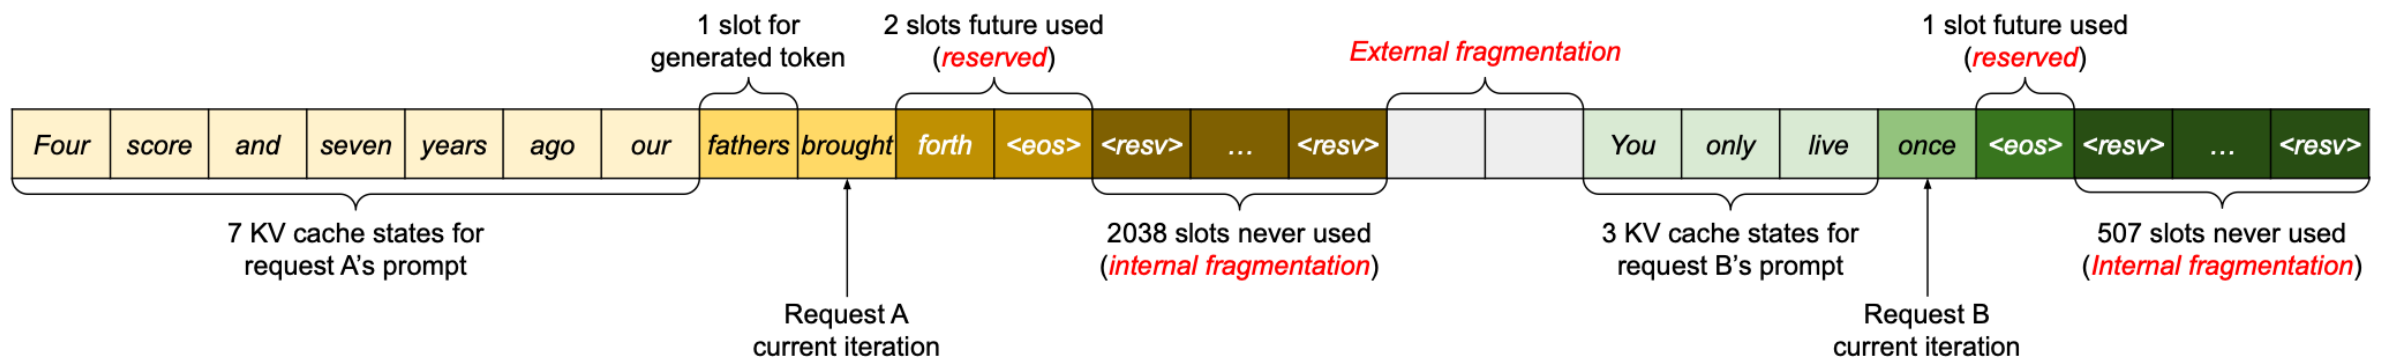 1 slot for
generated token
2 slots future used
(reserved)
External fragmentation
1 slot future used
(reserved)
Four score and seven years ago our fathers brought forth <eos> <resv> ... <resv> You only live once <eos> <resv> ... <resv>
7 KV cache states for
request A's prompt
2038 slots never used
(internal fragmentation)
3 KV cache states for
request B's prompt
507 slots never used
(Internal fragmentation)
Request A
current iteration
Request B
current iteration